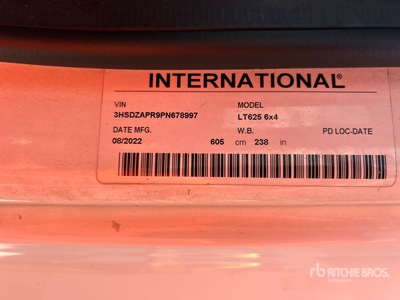 INTERNATIONAL®
VIN MODEL
3HSDZAPR9PN678997 LT625 6x4
DATE MFG. W.B. PD LOC-DATE
08/2022 605 cm 238 in
rb RITCHIE BROS.